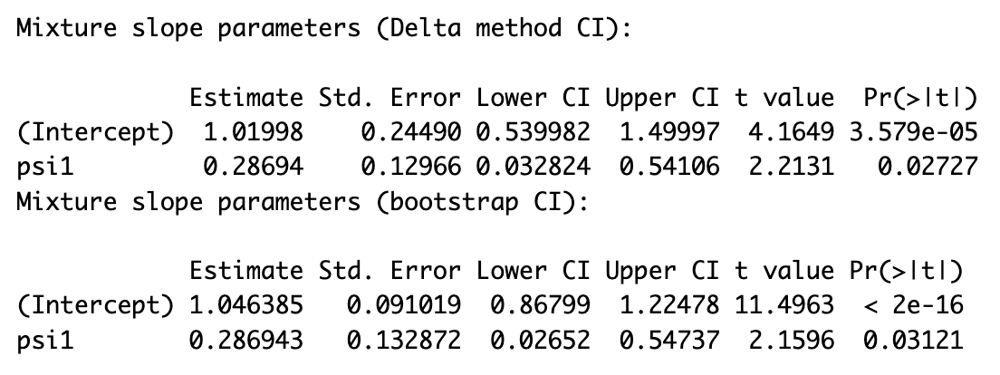 Mixture slope parameters (Delta method CI):
Estimate Std. Error Lower CI Upper CI t value Pr(>|t|)
(Intercept) 1.01998 0.24490 0.539982 1.49997 4.1649 3.579e-05
psi1 0.28694 0.12966 0.032824 0.54106 2.2131 0.02727
Mixture slope parameters (bootstrap CI):
Estimate Std. Error Lower CI Upper CI t value Pr(>|t|)
(Intercept) 1.046385 0.091019 0.86799 1.22478 11.4963 < 2e-16
psi1 0.286943 0.132872 0.02652 0.54737 2.1596 0.03121